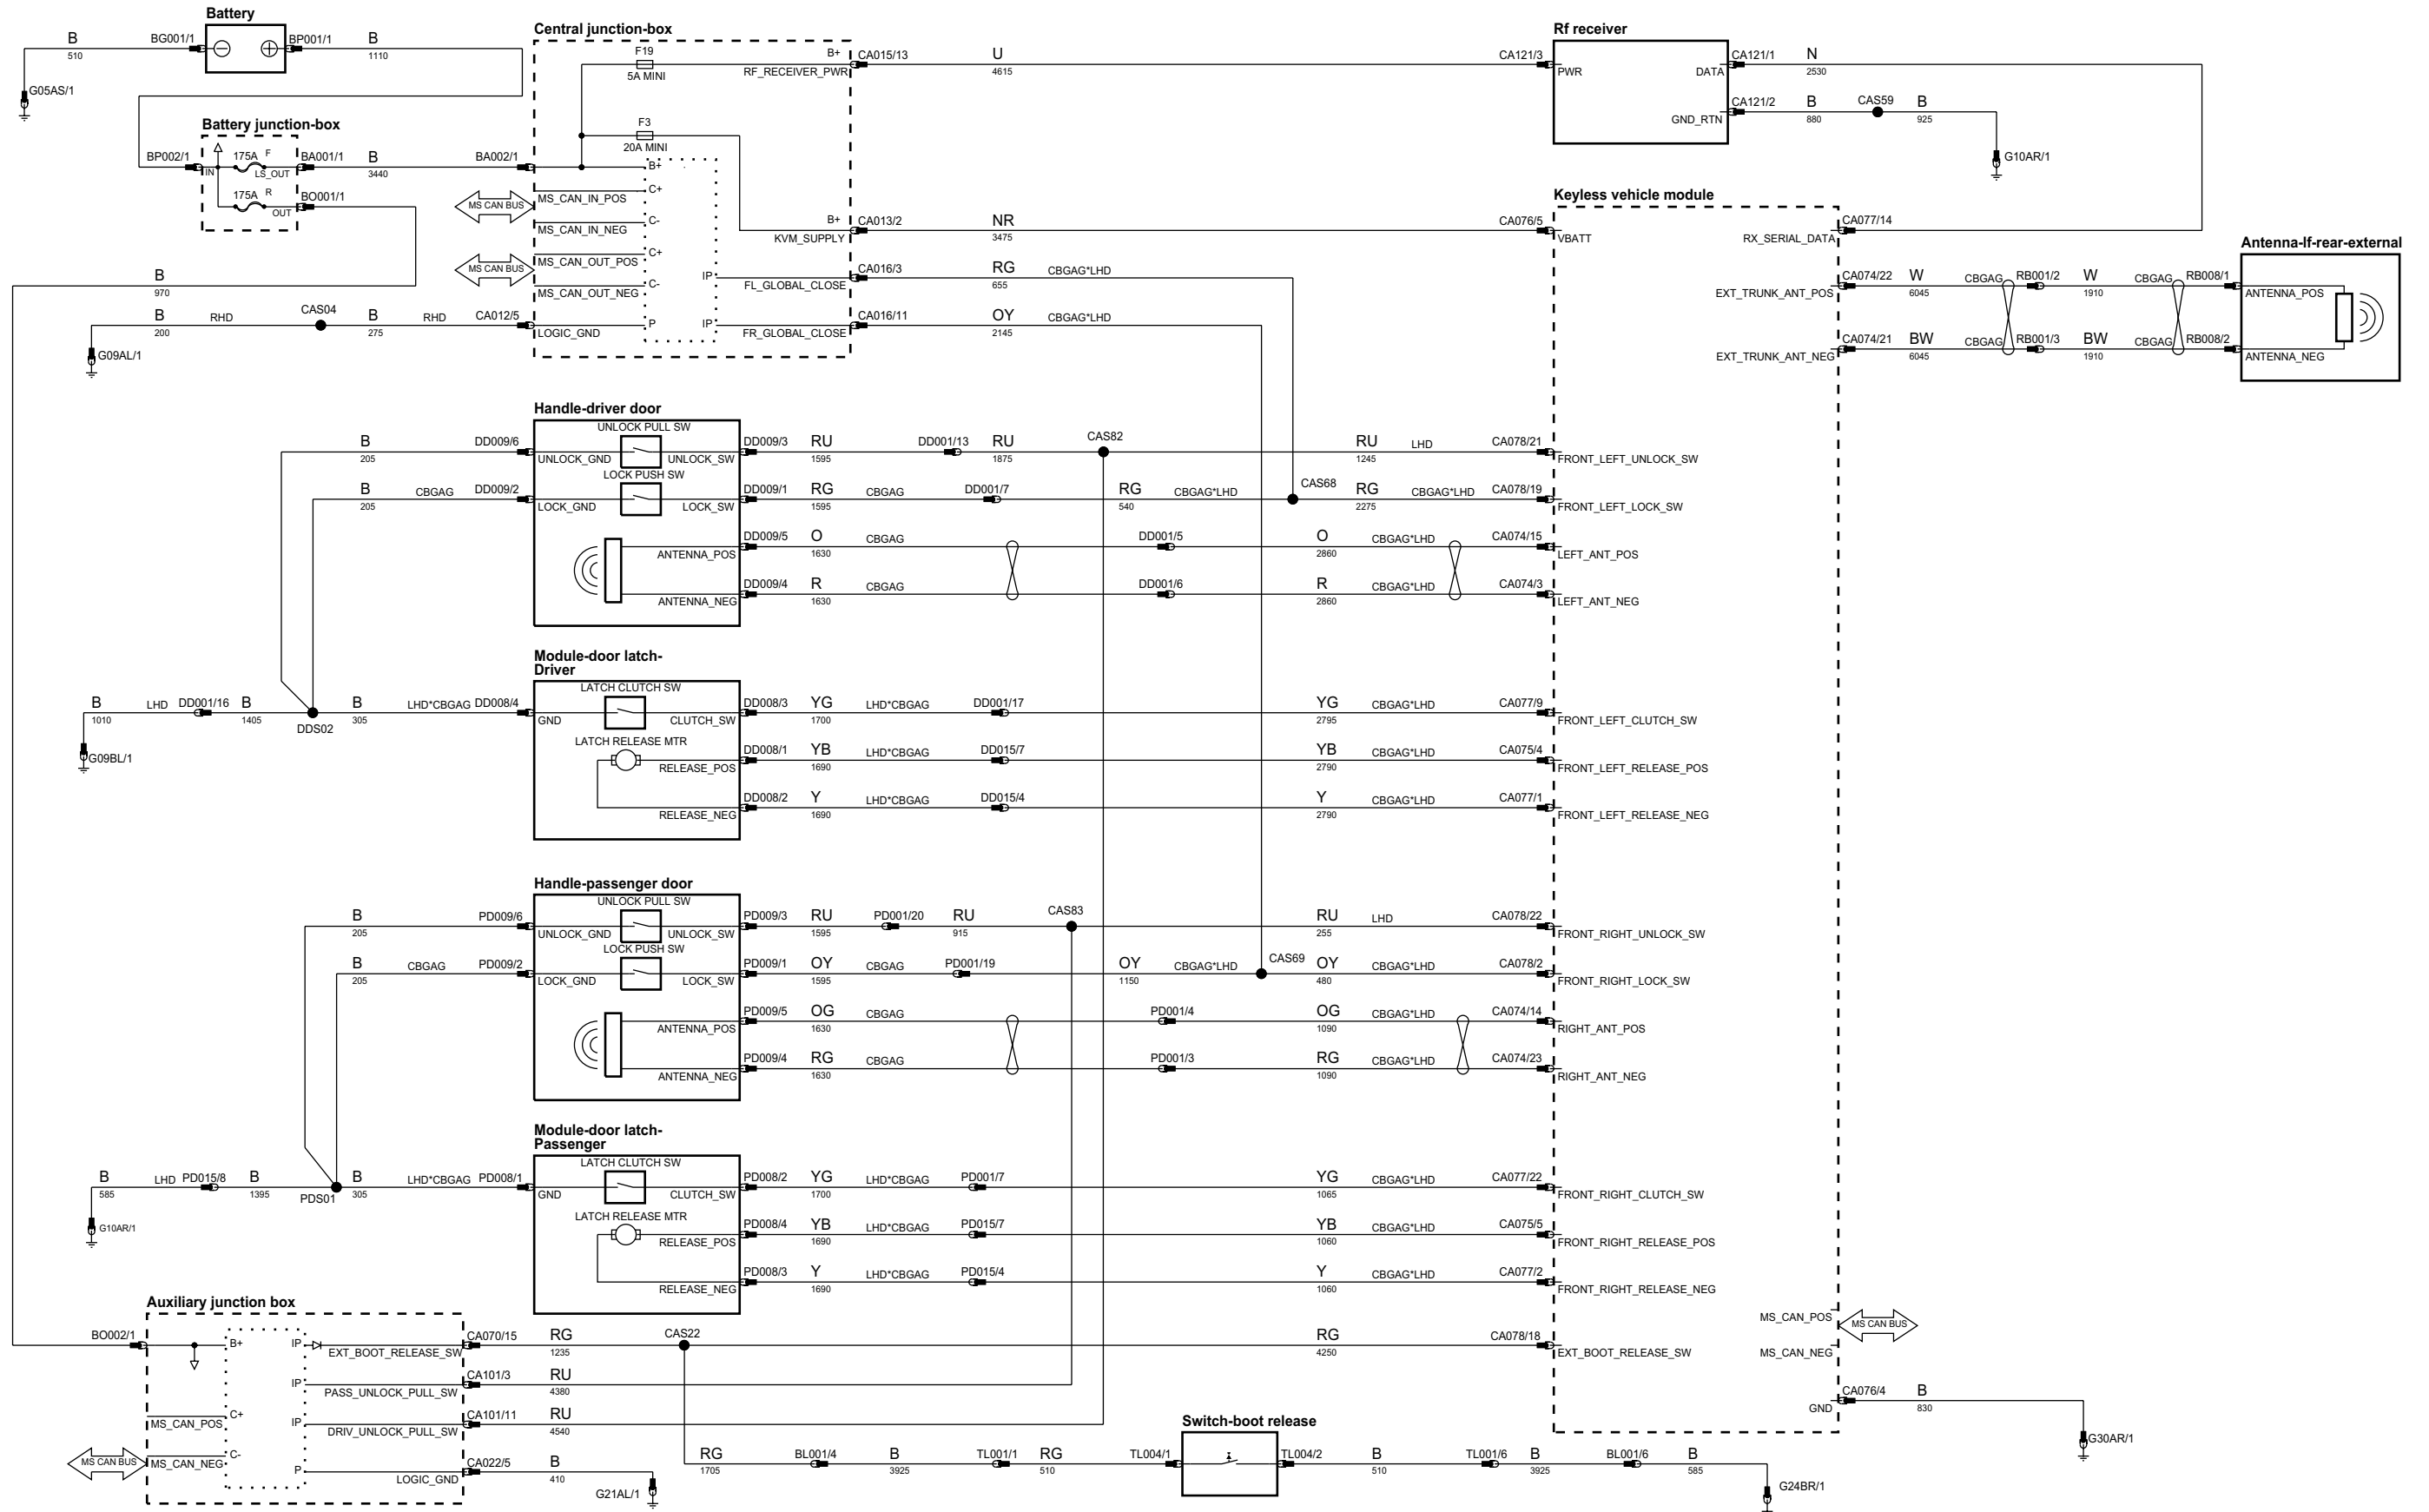 Battery
B
510
BG001/1
BP001/1
B
1110
G05AS/1
Battery junction-box
BP002/1
IN
175A
F
LS_OUT
BA001/1
B
3440
BA002/1
175A
R
OUT
BO001/1
B
970
B
200
RHD
CAS04
B
275
RHD
CA012/5
G09AL/1
Central junction-box
F19
5A MINI
B+
RF_RECEIVER_PWR
CA015/13
U
4615
F3
20A MINI
B+
C+
MS_CAN_IN_POS
MS CAN BUS
C-
MS_CAN_IN_NEG
C+
MS_CAN_OUT_POS
MS CAN BUS
C-
MS_CAN_OUT_NEG
P
LOGIC_GND
B+
KVM_SUPPLY
CA013/2
NR
3475
IP
FL_GLOBAL_CLOSE
CA016/3
RG
655
CBGAG*LHD
IP
FR_GLOBAL_CLOSE
CA016/11
OY
2145
CBGAG*LHD
Rf receiver
CA121/3
PWR
DATA
CA121/1
N
2530
GND_RTN
CA121/2
B
880
CAS59
B
925
G10AR/1
Keyless vehicle module
CA076/5
VBATT
RX_SERIAL_DATA
CA077/14
EXT_TRUNK_ANT_POS
CA074/22
W
6045
CBGAG
RB001/2
W
1910
CBGAG
RB008/1
EXT_TRUNK_ANT_NEG
CA074/21
BW
6045
CBGAG
RB001/3
BW
1910
CBGAG
RB008/2
Antenna-lf-rear-external
ANTENNA_POS
ANTENNA_NEG
Handle-driver door
B
205
DD009/6
UNLOCK_GND
UNLOCK PULL SW
UNLOCK_SW
DD009/3
RU
1595
DD001/13
RU
1875
CAS82
RU
1245
LHD
CA078/21
FRONT_LEFT_UNLOCK_SW
B
205
CBGAG
DD009/2
LOCK_GND
LOCK PUSH SW
LOCK_SW
DD009/1
RG
1595
CBGAG
DD001/7
RG
540
CBGAG*LHD
CAS68
RG
2275
CBGAG*LHD
CA078/19
FRONT_LEFT_LOCK_SW
ANTENNA_POS
DD009/5
O
1630
CBGAG
DD001/5
O
2860
CBGAG*LHD
CA074/15
LEFT_ANT_POS
ANTENNA_NEG
DD009/4
R
1630
CBGAG
DD001/6
R
2860
CBGAG*LHD
CA074/3
LEFT_ANT_NEG
Module-door latch-
Driver
B
1010
LHD
DD001/16
B
1405
DDS02
B
305
LHD*CBGAG
DD008/4
GND
G09BL/1
LATCH CLUTCH SW
CLUTCH_SW
DD008/3
YG
1700
LHD*CBGAG
DD001/17
YG
2795
CBGAG*LHD
CA077/9
FRONT_LEFT_CLUTCH_SW
LATCH RELEASE MTR
RELEASE_POS
DD008/1
YB
1690
LHD*CBGAG
DD015/7
YB
2790
CBGAG*LHD
CA075/4
FRONT_LEFT_RELEASE_POS
RELEASE_NEG
DD008/2
Y
1690
LHD*CBGAG
DD015/4
Y
2790
CBGAG*LHD
CA077/1
FRONT_LEFT_RELEASE_NEG
Handle-passenger door
B
205
PD009/6
UNLOCK_GND
UNLOCK PULL SW
UNLOCK_SW
PD009/3
RU
1595
PD001/20
RU
915
CAS83
RU
255
LHD
CA078/22
FRONT_RIGHT_UNLOCK_SW
B
205
CBGAG
PD009/2
LOCK_GND
LOCK PUSH SW
LOCK_SW
PD009/1
OY
1595
CBGAG
PD001/19
OY
1150
CBGAG*LHD
CAS69
OY
480
CBGAG*LHD
CA078/2
FRONT_RIGHT_LOCK_SW
ANTENNA_POS
PD009/5
OG
1630
CBGAG
PD001/4
OG
1090
CBGAG*LHD
CA074/14
RIGHT_ANT_POS
ANTENNA_NEG
PD009/4
RG
1630
CBGAG
PD001/3
RG
1090
CBGAG*LHD
CA074/23
RIGHT_ANT_NEG
Module-door latch-
Passenger
B
585
LHD
PD015/8
B
1395
PDS01
B
305
LHD*CBGAG
PD008/1
GND
G10AR/1
LATCH CLUTCH SW
CLUTCH_SW
PD008/2
YG
1700
LHD*CBGAG
PD001/7
YG
1065
CBGAG*LHD
CA077/22
FRONT_RIGHT_CLUTCH_SW
LATCH RELEASE MTR
RELEASE_POS
PD008/4
YB
1690
LHD*CBGAG
PD015/7
YB
1060
CBGAG*LHD
CA075/5
FRONT_RIGHT_RELEASE_POS
RELEASE_NEG
PD008/3
Y
1690
LHD*CBGAG
PD015/4
Y
1060
CBGAG*LHD
CA077/2
FRONT_RIGHT_RELEASE_NEG
Auxiliary junction box
BO002/1
B+
IP
EXT_BOOT_RELEASE_SW
CA070/15
RG
1235
CAS22
RG
4250
CA078/18
EXT_BOOT_RELEASE_SW
IP
PASS_UNLOCK_PULL_SW
CA101/3
RU
4380
C+
MS_CAN_POS
IP
DRIV_UNLOCK_PULL_SW
CA101/11
RU
4540
C-
MS_CAN_NEG
MS CAN BUS
P
LOGIC_GND
CA022/5
B
410
G21AL/1
MS_CAN_POS
MS CAN BUS
MS_CAN_NEG
GND
CA076/4
B
830
G30AR/1
Switch-boot release
RG
1705
BL001/4
B
3925
TL001/1
RG
510
TL004/1
TL004/2
B
510
TL001/6
B
3925
BL001/6
B
585
G24BR/1